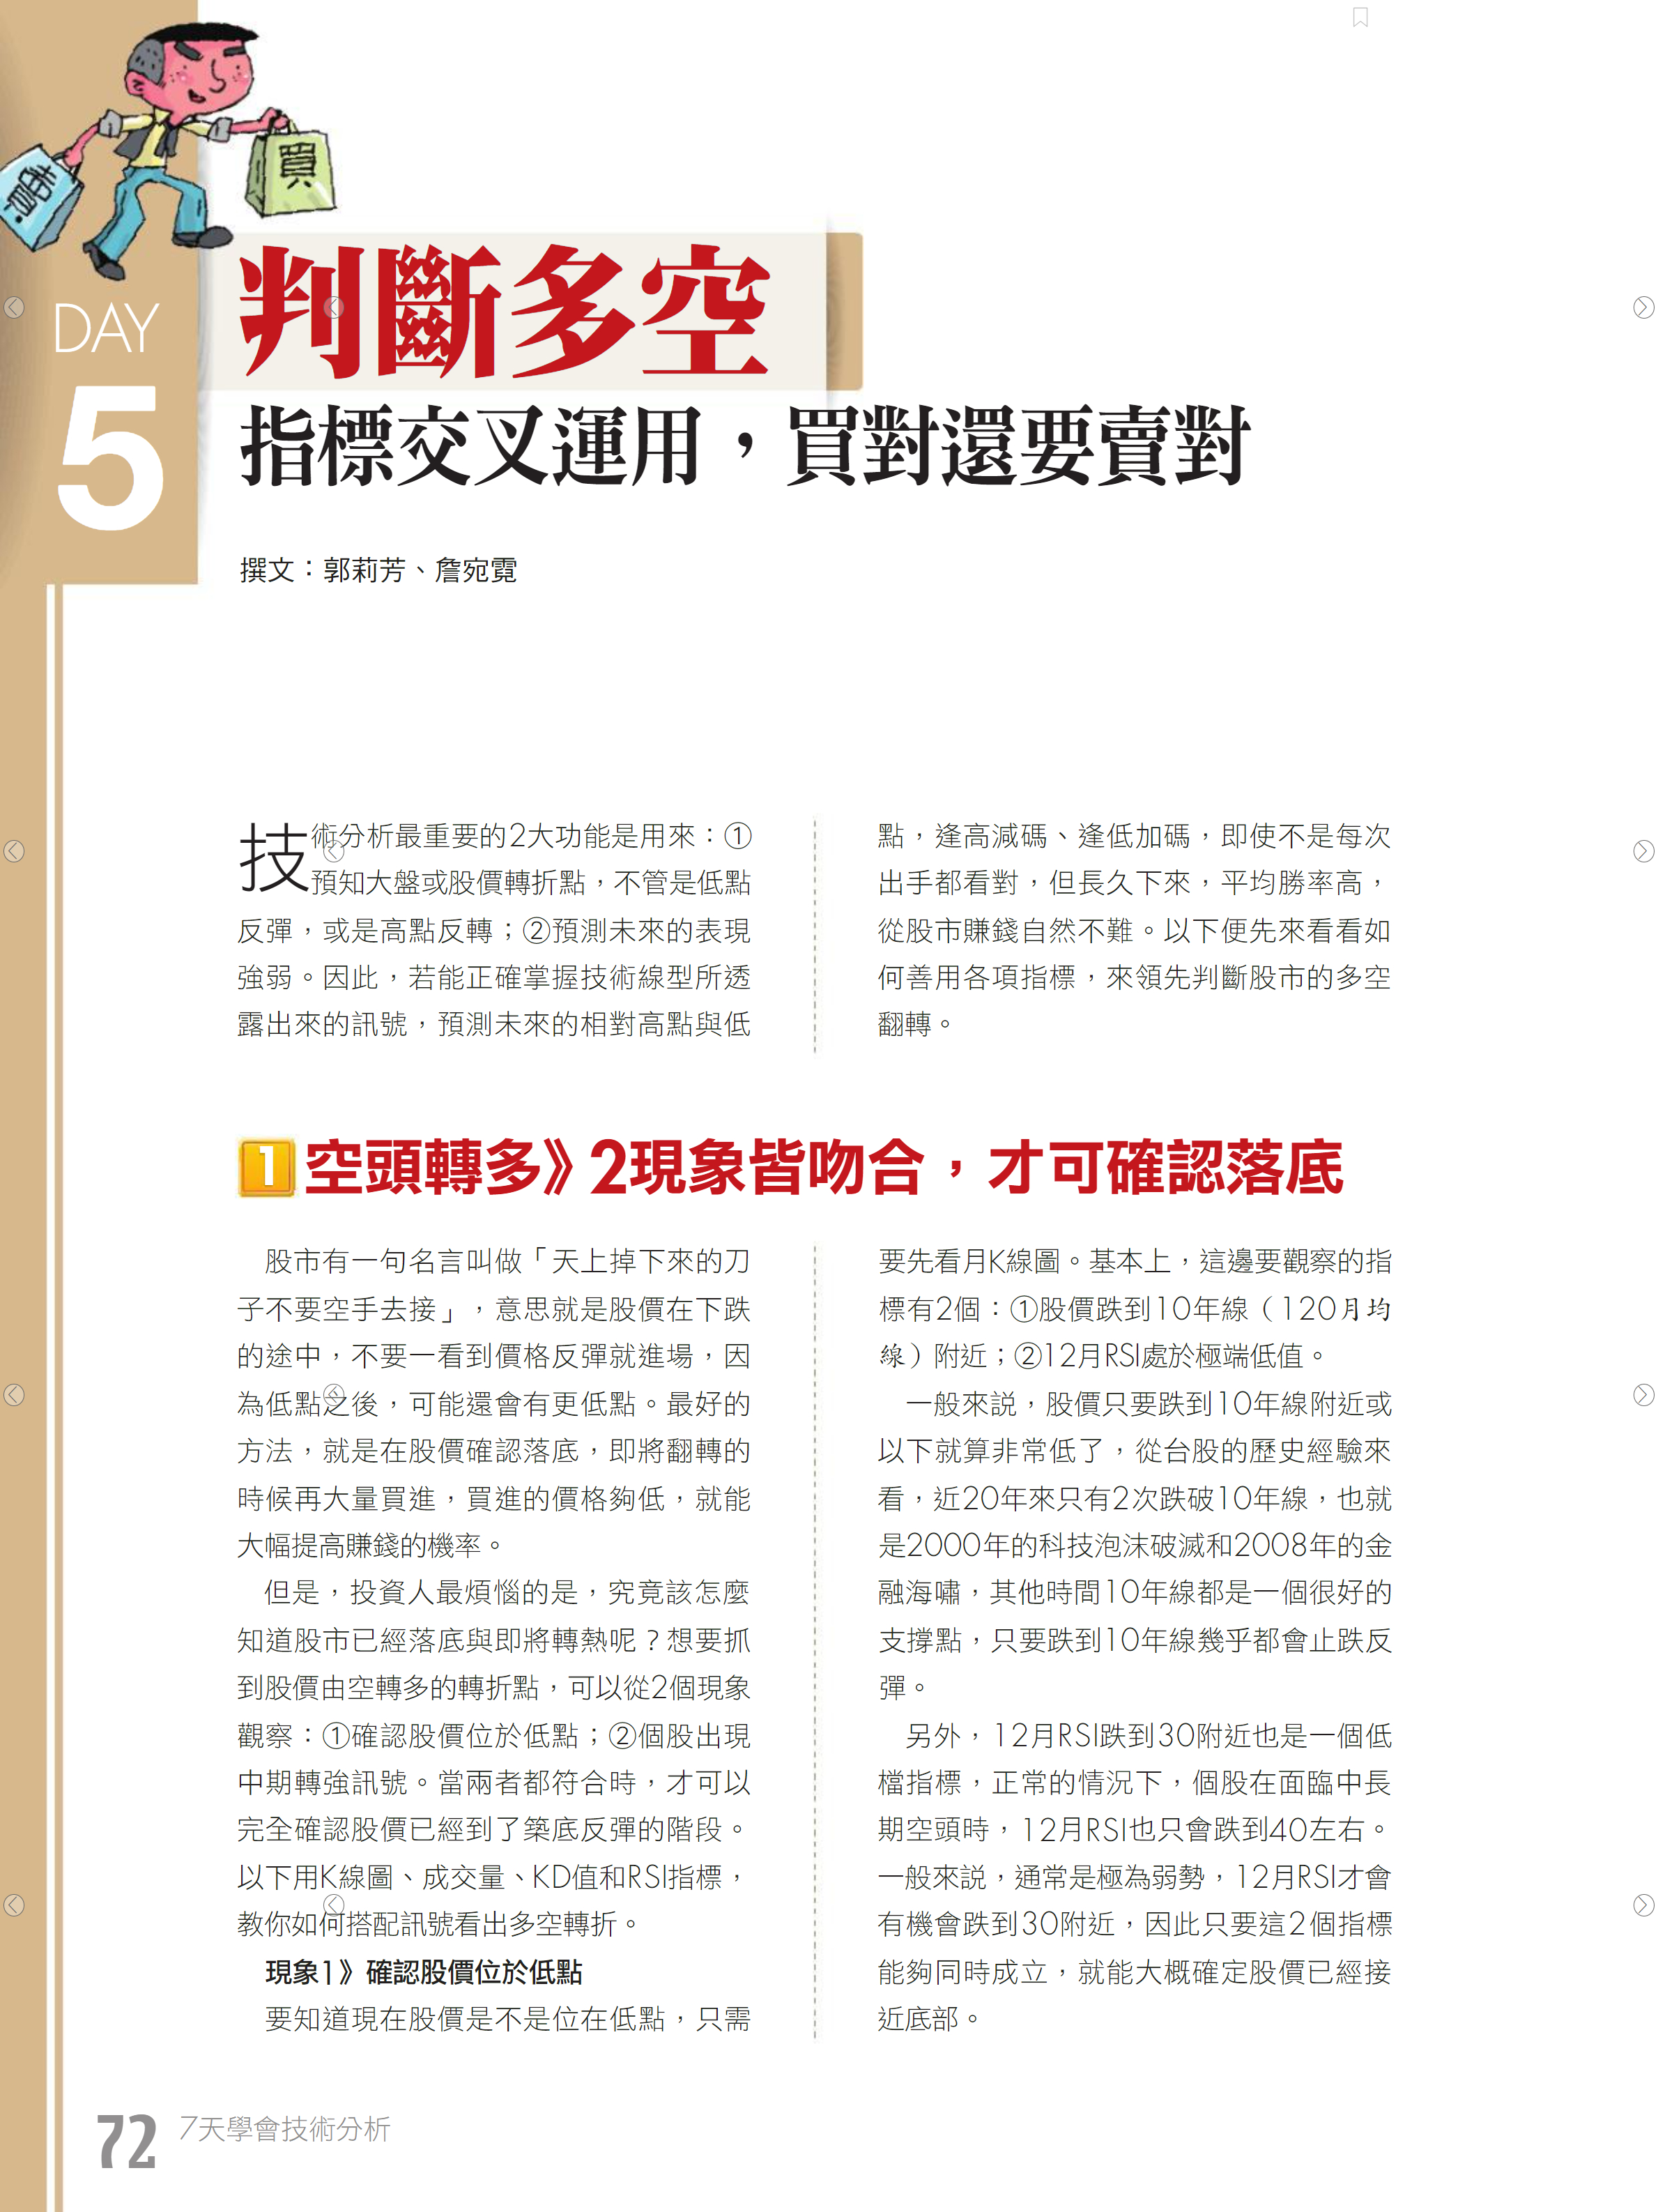 賣
買
DAY
5
判斷多空
指標交叉運用，買對還要賣對
撰文：郭莉芳、詹宛霓
技術分析最重要的2大功能是用來：①
預知大盤或股價轉折點，不管是低點
反彈，或是高點反轉；②預測未來的表現
強弱。因此，若能正確掌握技術線型所透
露出來的訊號，預測未來的相對高點與低
點，逢高減碼、逢低加碼，即使不是每次
出手都看對，但長久下來，平均勝率高，
從股市賺錢自然不難。以下便先來看看如
何善用各項指標，來領先判斷股市的多空
翻轉。
1 空頭轉多》2現象皆吻合，才可確認落底
股市有一句名言叫做「天上掉下來的刀
子不要空手去接」，意思就是股價在下跌
的途中，不要一看到價格反彈就進場，因
為低點之後，可能還會有更低點。最好的
方法，就是在股價確認落底，即將翻轉的
時候再大量買進，買進的價格夠低，就能
大幅提高賺錢的機率。
但是，投資人最煩惱的是，究竟該怎麼
知道股市已經落底與即將轉熱呢？想要抓
到股價由空轉多的轉折點，可以從2個現象
觀察：①確認股價位於低點；②個股出現
中期轉強訊號。當兩者都符合時，才可以
完全確認股價已經到了築底反彈的階段。
以下用K線圖、成交量、KD值和RSI指標，
教你如何搭配訊號看出多空轉折。
現象1》確認股價位於低點
要知道現在股價是不是位在低點，只需
要先看月K線圖。基本上，這邊要觀察的指
標有2個：①股價跌到10年線（120月均
線）附近；②12月RSI處於極端低值。
一般來說，股價只要跌到10年線附近或
以下就算非常低了，從台股的歷史經驗來
看，近20年來只有2次跌破10年線，也就
是2000年的科技泡沫破滅和2008年的金
融海嘯，其他時間10年線都是一個很好的
支撐點，只要跌到10年線幾乎都會止跌反
彈。
另外，12月RSI跌到30附近也是一個低
檔指標，正常的情況下，個股在面臨中長
期空頭時，12月RSI也只會跌到40左右。
一般來說，通常是極為弱勢，12月RSI才會
有機會跌到30附近，因此只要這2個指標
能夠同時成立，就能大概確定股價已經接
近底部。
72 7天學會技術分析